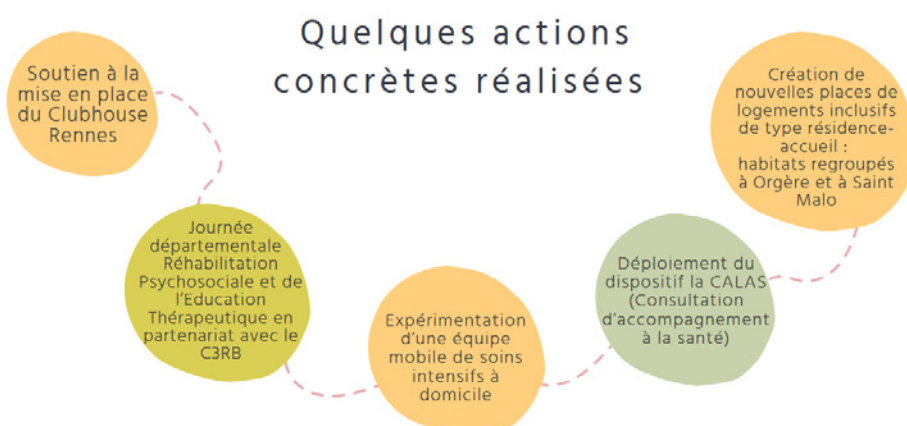 Quelques actions
concrètes réalisées
Soutien à la
mise en place
du Clubhouse
Rennes
Journée
départementale
Réhabilitation
Psychosociale et de
l'Education
Thérapeutique en
partenariat avec le
C3RB
Expérimentation
d'une équipe
mobile de soins
intensifs à
domicile
Déploiement du
dispositif la CALAS
(Consultation
d'accompagnement
à la santé)
Création de
nouvelles places de
logements inclusifs
de type résidence-
accueil :
habitats regroupés
à Orgère et à Saint
Malo